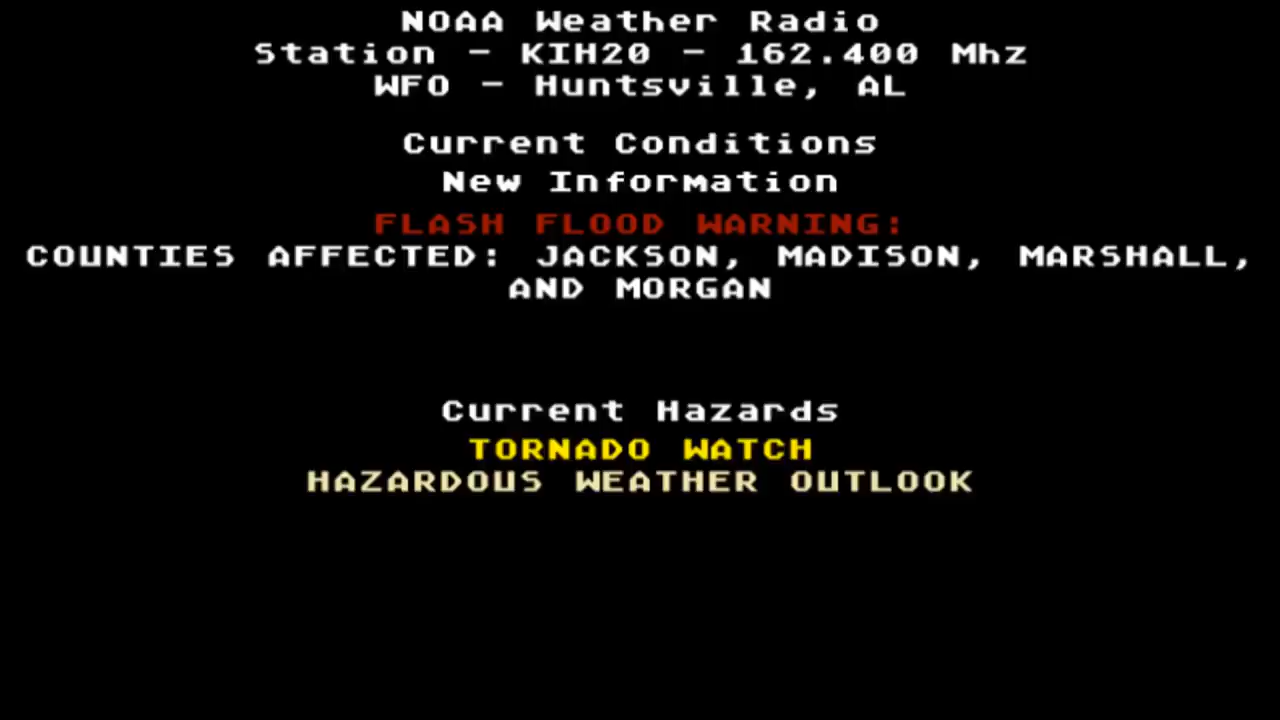 NOAA Weather Radio
Station - KIH20 - 162.400 Mhz
WFO - Huntsville, AL
Current Conditions
New Information
FLASH FLOOD WARNING:
COUNTIES AFFECTED: JACKSON, MADISON, MARSHALL,
AND MORGAN
Current Hazards
TORNADO WATCH
HAZARDOUS WEATHER OUTLOOK